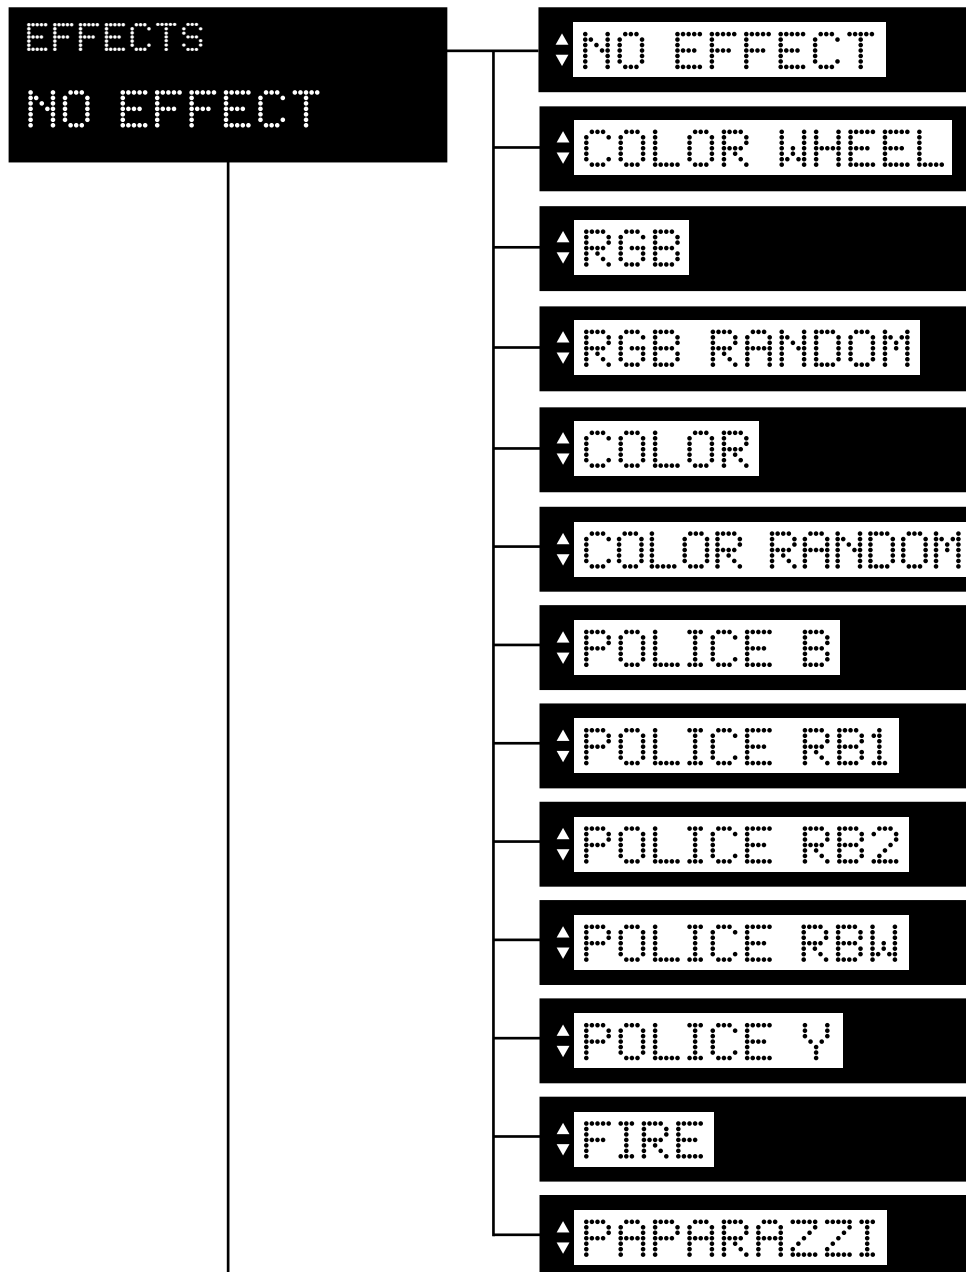 EFFECTS
NO EFFECT
NO EFFECT
COLOR WHEEL
RGB
RGB RANDOM
COLOR
COLOR RANDOM
POLICE B
POLICE RB1
POLICE RB2
POLICE RBW
POLICE Y
FIRE
PAPARAZZI